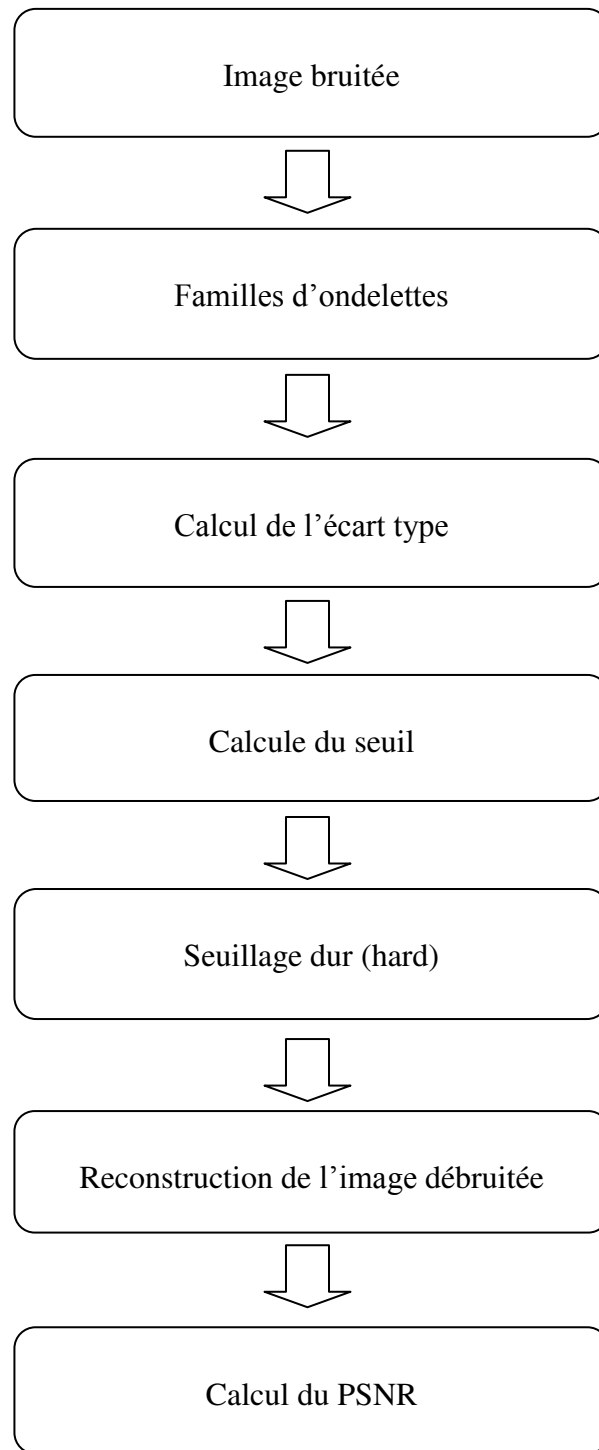 Image bruitée
Familles d’ondelettes
Calcul de l’écart type
Calcule du seuil
Seuillage dur (hard)
Reconstruction de l’image débruitée
Calcul du PSNR